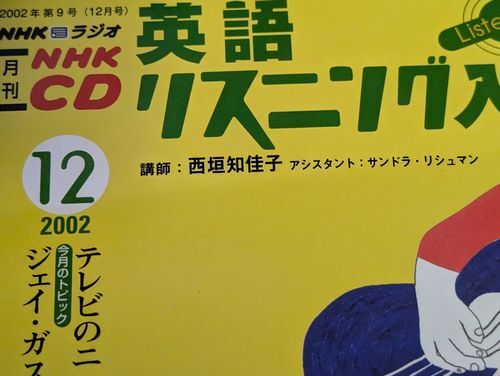 2002年第9号(12月号)
NHKラジオ
月刊
NHK
CD
英語
リスニング入
Liste
講師：西垣知佳子 アシスタント：サンドラ・リシュマン
12
2002
今月のトピック
テレビのニ
ジェイ・ガス